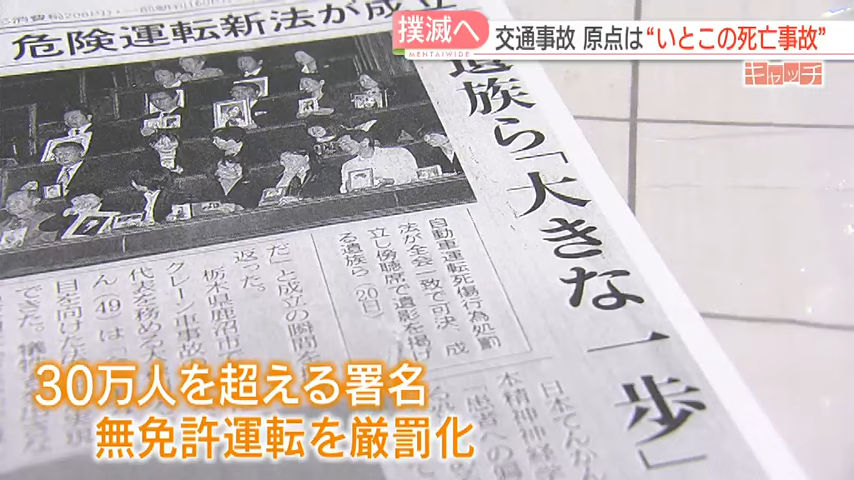 撲滅へ
MENTAIWIDE
交通事故 原点は“いとこの死亡事故”
キャッチ
危険運転新法が成立
遺族ら「大きな一歩」
自動車運転死傷行為処罰
法が全会一致で可決、成
立し傍聴席で遺影を掲げ
る遺族ら(20日)
だ」と成立の瞬間を
返った。
栃木県鹿沼市で
クレーン車事故
代表を務める大
ん(49)は
目を向けた法
できた。犠牲
日本てんかん
本精神神経学
「患者への偏
30万人を超える署名
無免許運転を厳罰化